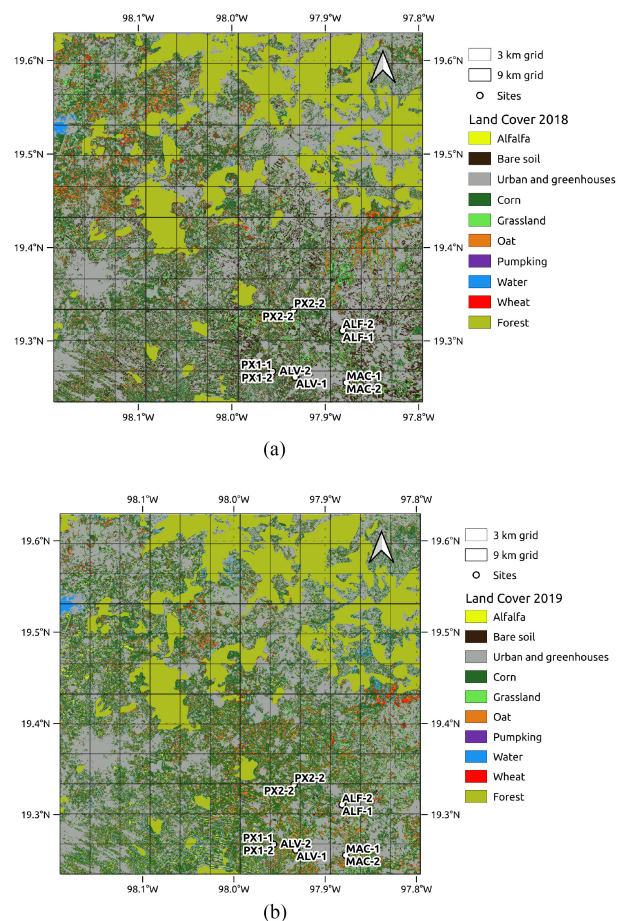 98.1°W 98.0°W 97.9°W 97.8°W
19.6°N 19.6°N
19.5°N 19.5°N
19.4°N 19.4°N
19.3°N 19.3°N
PX2-2
PX2-2
ALF-2
ALF-1
PX1-1
PX1-2
ALV-2
ALV-1
MAC-1
MAC-2
98.1°W 98.0°W 97.9°W 97.8°W
3 km grid
9 km grid
Sites
Land Cover 2018
Alfalfa
Bare soil
Urban and greenhouses
Corn
Grassland
Oat
Pumpking
Water
Wheat
Forest
(a)
98.1°W 98.0°W 97.9°W 97.8°W
19.6°N 19.6°N
19.5°N 19.5°N
19.4°N 19.4°N
19.3°N 19.3°N
PX2-2
PX2-2
ALF-2
ALF-1
PX1-1
PX1-2
ALV-2
ALV-1
MAC-1
MAC-2
98.1°W 98.0°W 97.9°W 97.8°W
3 km grid
9 km grid
Sites
Land Cover 2019
Alfalfa
Bare soil
Urban and greenhouses
Corn
Grassland
Oat
Pumpking
Water
Wheat
Forest
(b)